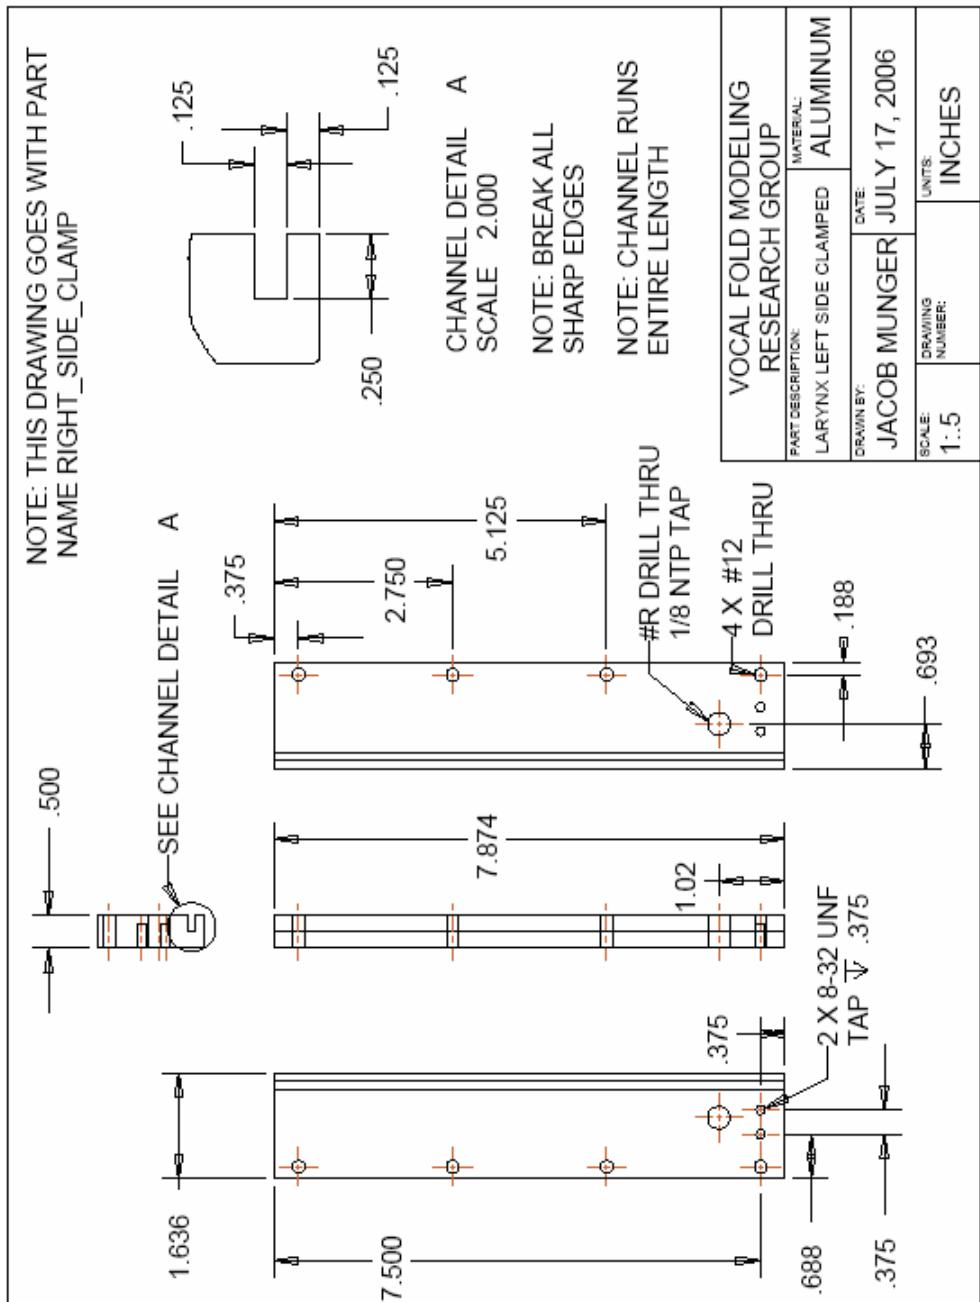 NOTE: THIS DRAWING GOES WITH PART
NAME RIGHT_SIDE_CLAMP
.500
SEE CHANNEL DETAIL A
.125
.125
.250
CHANNEL DETAIL A
SCALE 2.000
NOTE: BREAK ALL
SHARP EDGES
NOTE: CHANNEL RUNS
ENTIRE LENGTH
1.636
7.500
.688
.375
.375
2 X 8-32 UNF
TAP ↧ .375
7.874
1.02
.375
2.750
5.125
#R DRILL THRU
1/8 NTP TAP
4 X #12
DRILL THRU
.188
.693
VOCAL FOLD MODELING
RESEARCH GROUP
PART DESCRIPTION:
LARYNX LEFT SIDE CLAMPED
MATERIAL:
ALUMINUM
DRAWN BY:
JACOB MUNGER
DATE:
JULY 17, 2006
SCALE:
1:.5
DRAWING
NUMBER:
UNITS:
INCHES